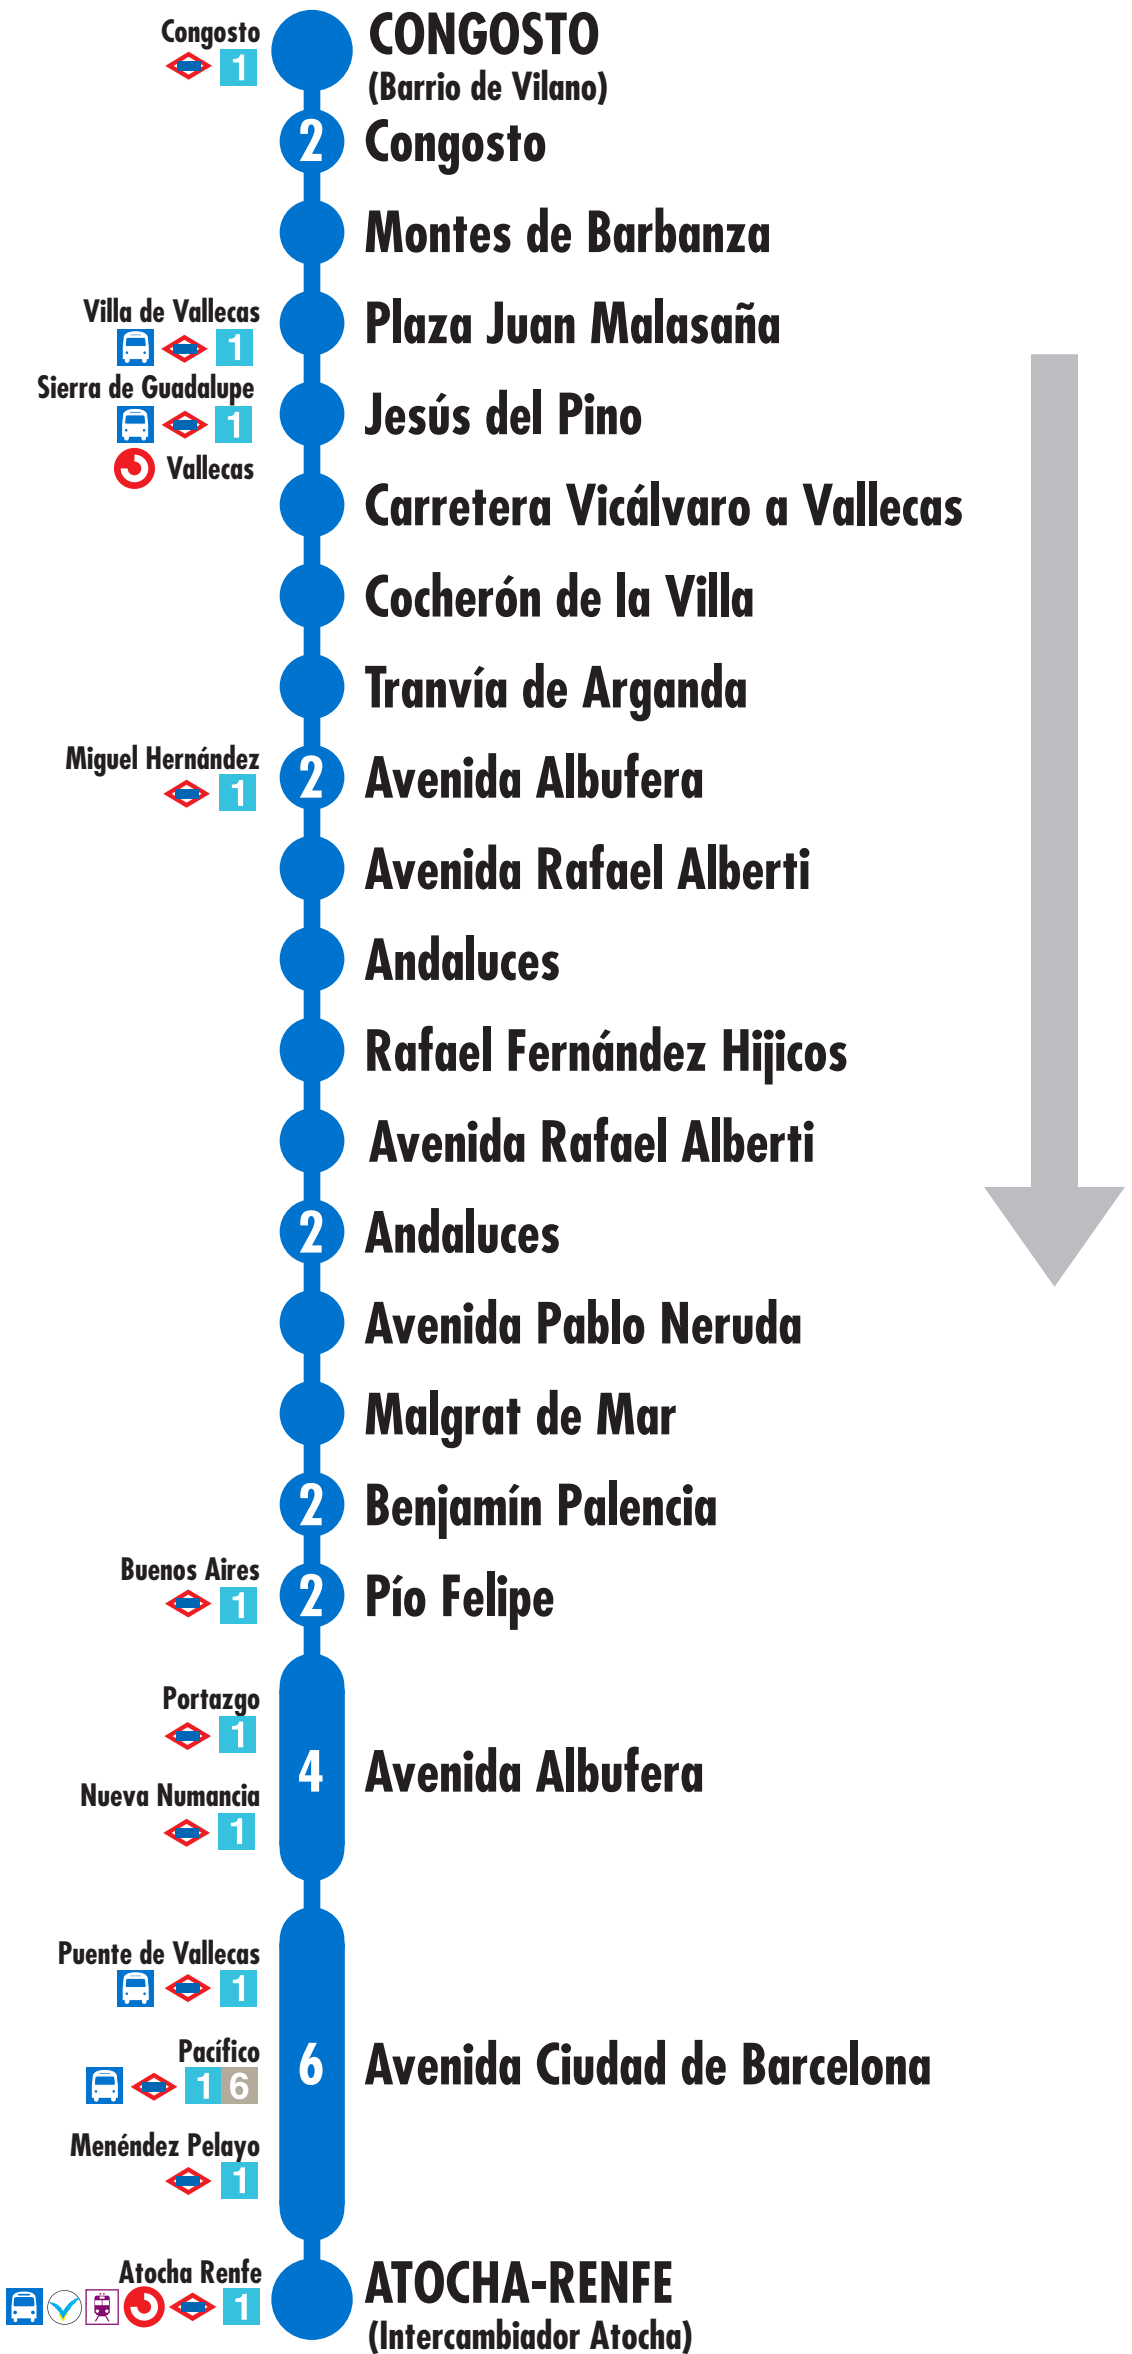 Congosto
1
CONGOSTO
(Barrio de Vilano)
2
Congosto
Montes de Barbanza
Villa de Vallecas
1
Plaza Juan Malasaña
Sierra de Guadalupe
1
Vallecas
Jesús del Pino
Carretera Vicálvaro a Vallecas
Cocherón de la Villa
Tranvía de Arganda
Miguel Hernández
1
2
Avenida Albufera
Avenida Rafael Alberti
Andaluces
Rafael Fernández Hijicos
Avenida Rafael Alberti
2
Andaluces
Avenida Pablo Neruda
Malgrat de Mar
2
Benjamín Palencia
Buenos Aires
1
2
Pío Felipe
Portazgo
1
Nueva Numancia
1
4
Avenida Albufera
Puente de Vallecas
1
Pacífico
1 6
Menéndez Pelayo
1
6
Avenida Ciudad de Barcelona
Atocha Renfe
1
ATOCHA-RENFE
(Intercambiador Atocha)